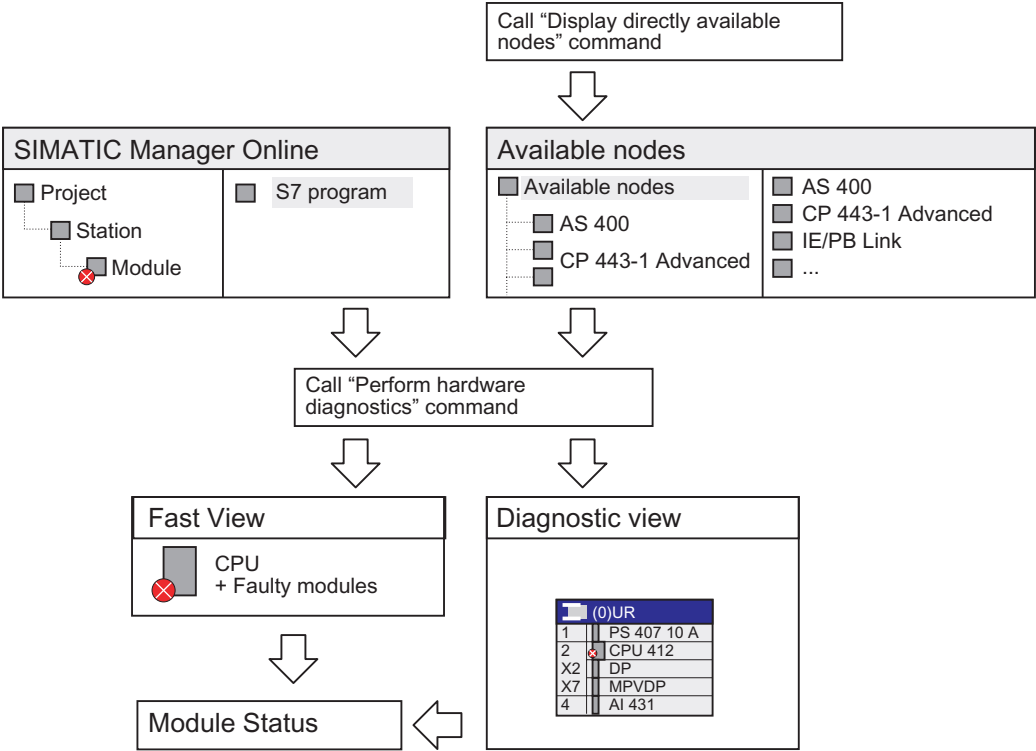 Call “Display directly available
nodes” command
SIMATIC Manager Online
Project
Station
Module
S7 program
Available nodes
Available nodes
AS 400
CP 443-1 Advanced
AS 400
CP 443-1 Advanced
IE/PB Link
...
Call “Perform hardware
diagnostics” command
Fast View
CPU
+ Faulty modules
Diagnostic view
(0)UR
1 PS 407 10 A
2 CPU 412
X2 DP
X7 MPVDP
4 AI 431
Module Status